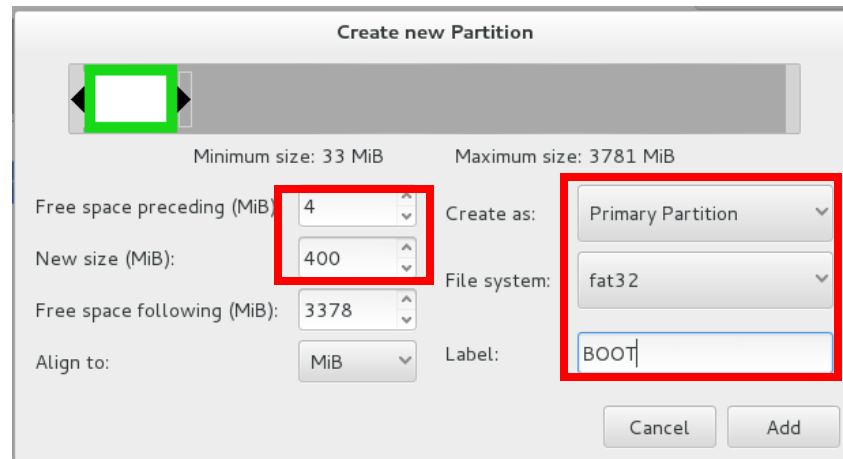 Create new Partition
Minimum size: 33 MiB Maximum size: 3781 MiB
Free space preceding (MiB) 4
Create as: Primary Partition
New size (MiB): 400
File system: fat32
Free space following (MiB): 3378
Label: BOOT
Align to: MiB
Cancel Add